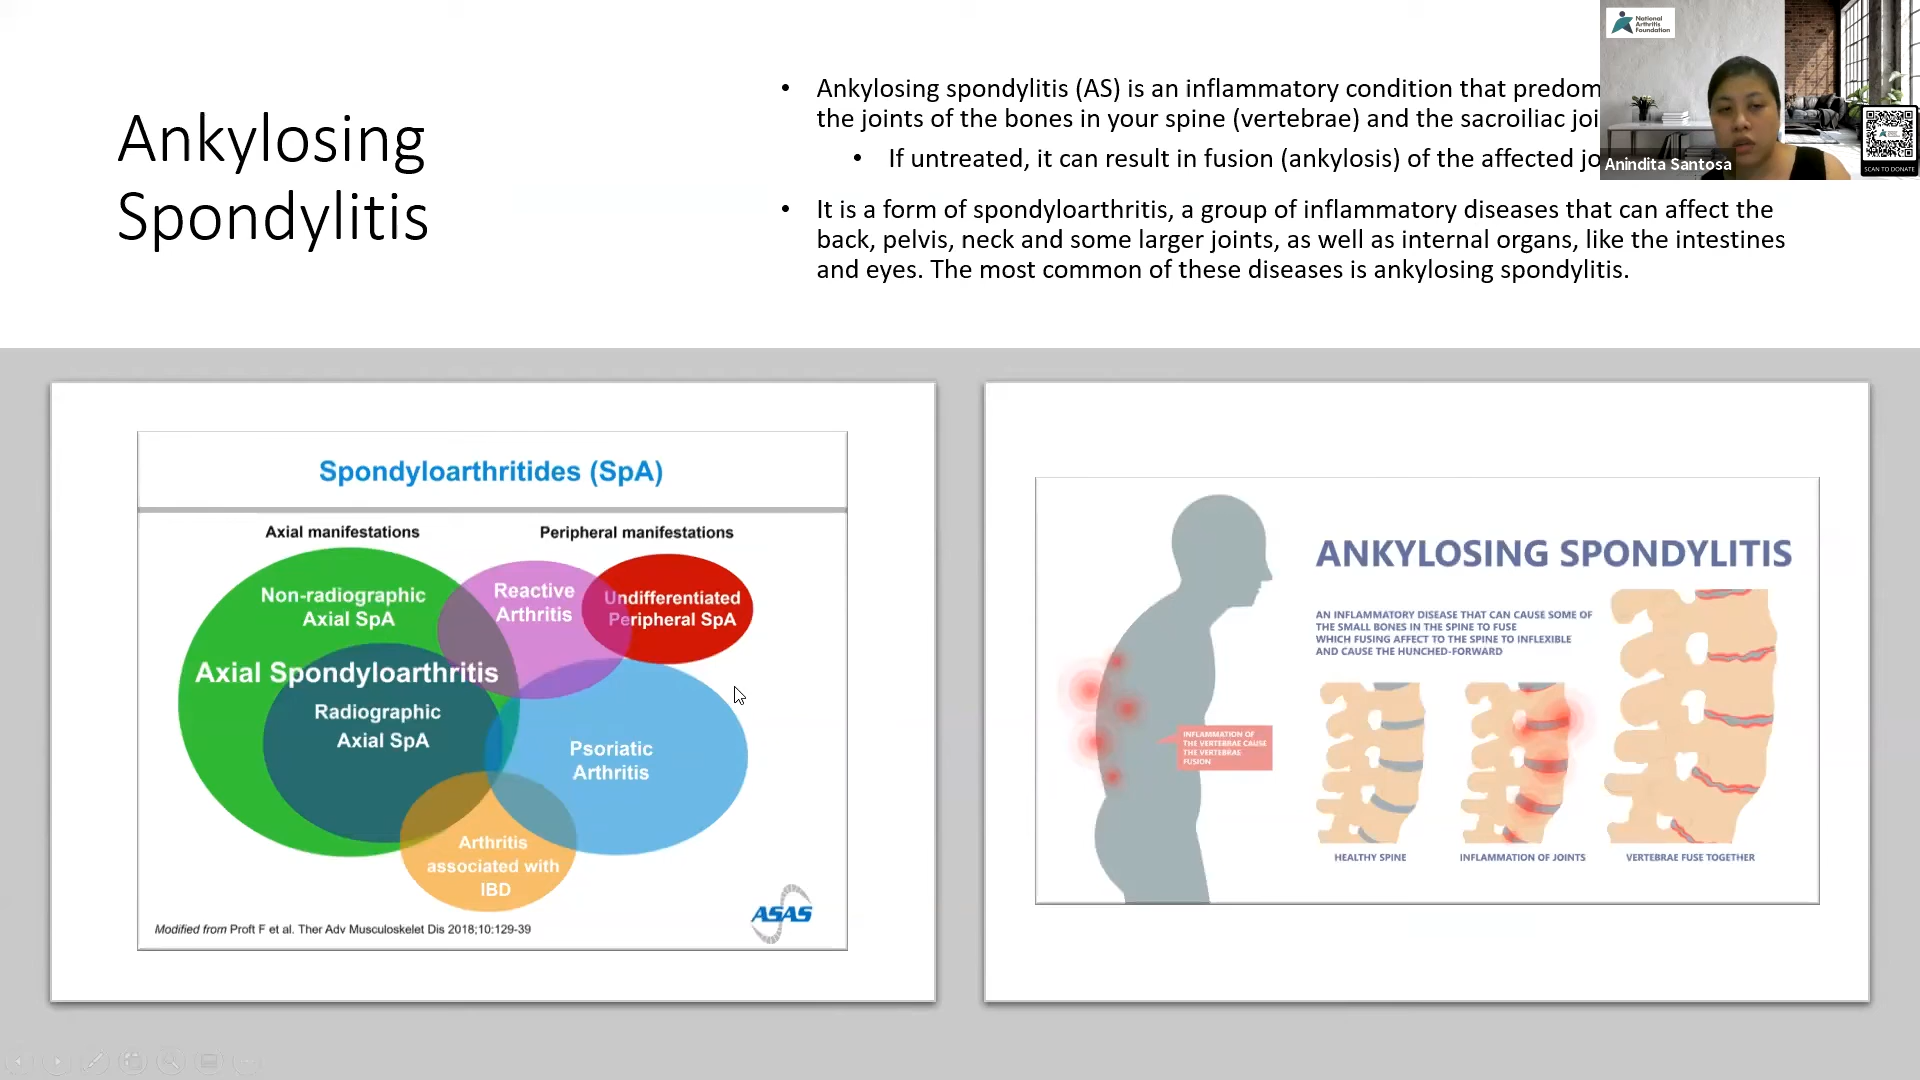 Ankylosing
Spondylitis
• Ankylosing spondylitis (AS) is an inflammatory condition that predom
the joints of the bones in your spine (vertebrae) and the sacroiliac joi
• If untreated, it can result in fusion (ankylosis) of the affected jo
• It is a form of spondyloarthritis, a group of inflammatory diseases that can affect the
back, pelvis, neck and some larger joints, as well as internal organs, like the intestines
and eyes. The most common of these diseases is ankylosing spondylitis.
National
Arthritis
Foundation
Anindita Santosa
SCAN TO DONATE
Spondyloarthritides (SpA)
Axial manifestations
Peripheral manifestations
Non-radiographic
Axial SpA
Reactive
Arthritis
Undifferentiated
Peripheral SpA
Axial Spondyloarthritis
Radiographic
Axial SpA
Psoriatic
Arthritis
Arthritis
associated with
IBD
ASAS
Modified from Proft F et al. Ther Adv Musculoskelet Dis 2018;10:129-39
ANKYLOSING SPONDYLITIS
AN INFLAMMATORY DISEASE THAT CAN CAUSE SOME OF
THE SMALL BONES IN THE SPINE TO FUSE
WHICH FUSING AFFECT TO THE SPINE TO INFLEXIBLE
AND CAUSE THE HUNCHED-FORWARD
INFLAMMATION OF
THE VERTEBRAE CAUSE
THE VERTEBRAE
FUSION
HEALTHY SPINE
INFLAMMATION OF JOINTS
VERTEBRAE FUSE TOGETHER